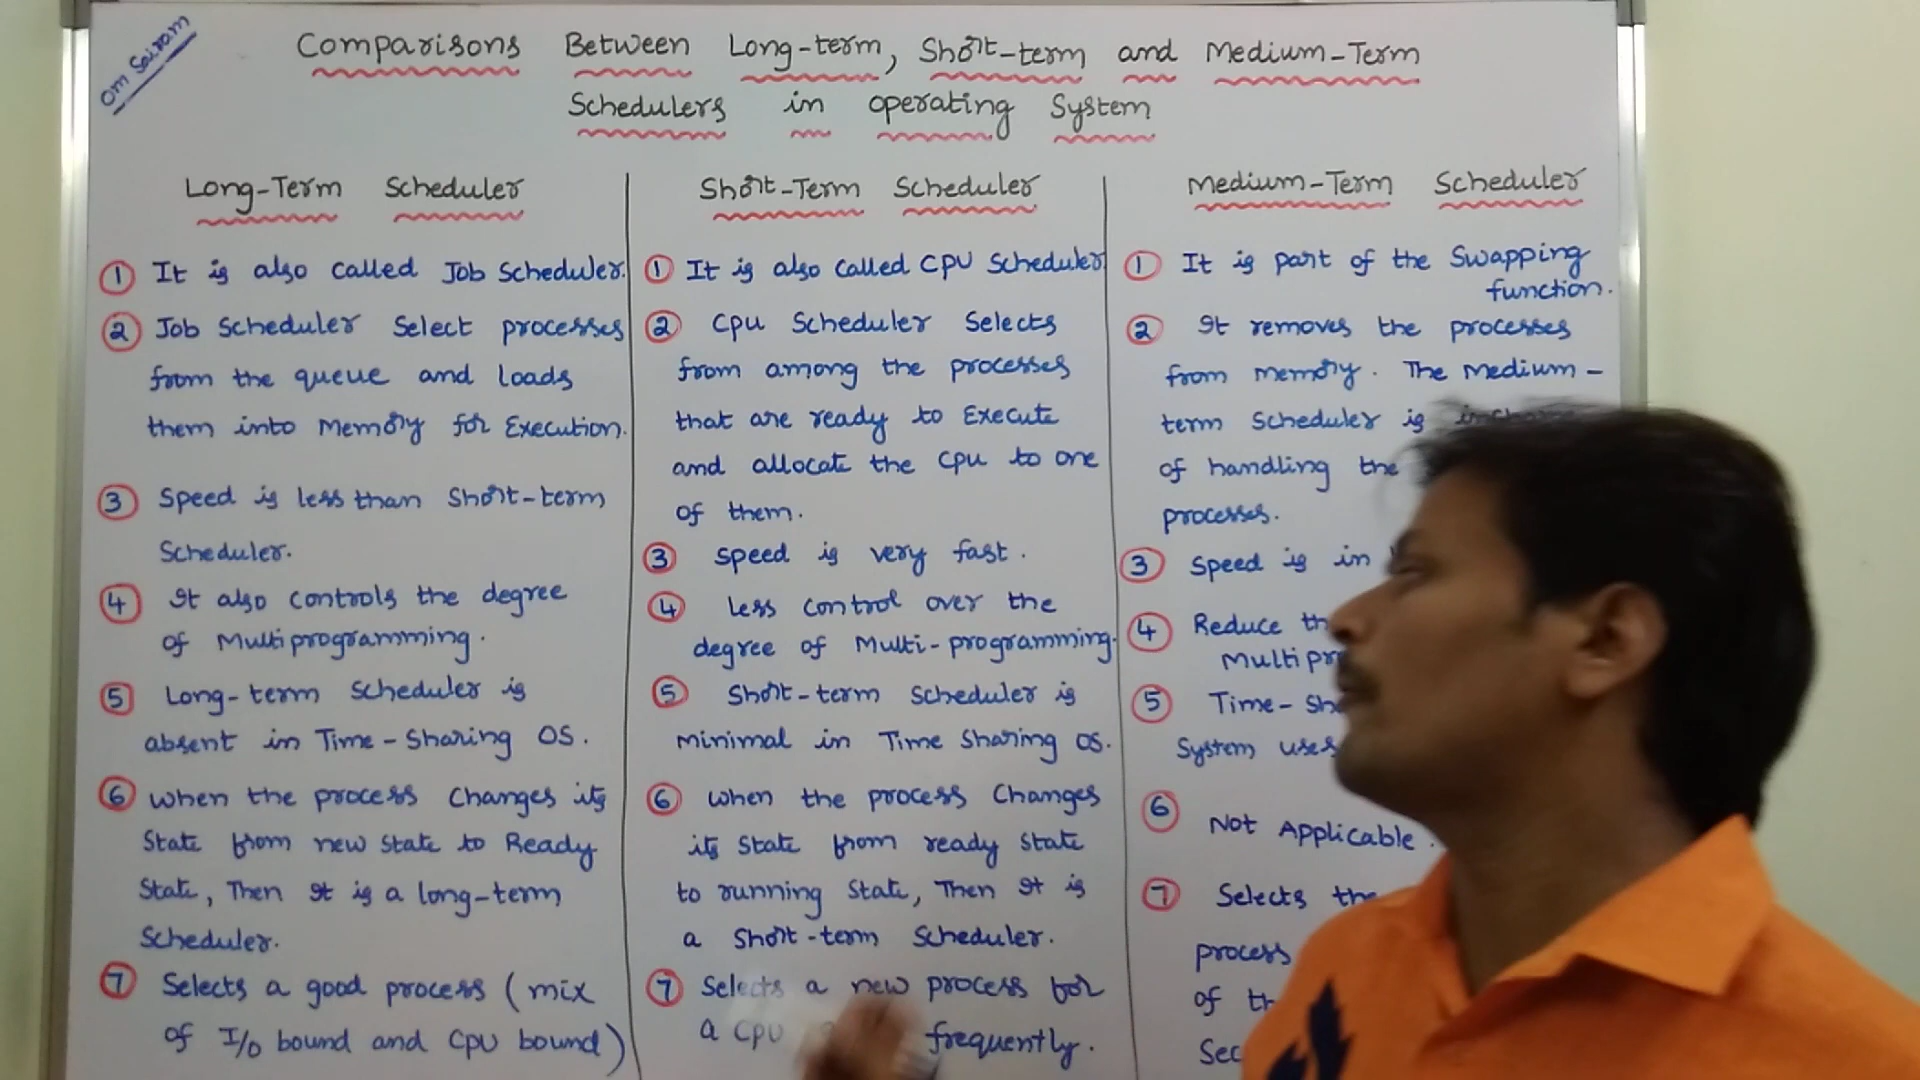 Om Sairam
Comparisons Between Long-term, Short-term and Medium-Term
Schedulers in operating System
Long-Term Scheduler
① It is also called Job Scheduler.
② Job Scheduler Select processes
from the queue and loads
them into Memory for Execution.
③ Speed is less than Short-term
Scheduler.
④ It also controls the degree
of Multiprogramming.
⑤ Long-term Scheduler is
absent in Time-Sharing OS.
⑥ when the process Changes its
State from new state to Ready
State, Then It is a long-term
Scheduler.
⑦ Selects a good process (mix
of I/O bound and CPU bound)
Short-Term Scheduler
① It is also called CPU Scheduler
② CPU Scheduler Selects
from among the processes
that are ready to Execute
and allocate the CPU to one
of them.
③ Speed is very fast.
④ Less control over the
degree of Multi-programming.
⑤ Short-term Scheduler is
minimal in Time Sharing OS.
⑥ when the process Changes
its State from ready State
to running State, Then It is
a Short-term Scheduler.
⑦ Selects a new process for
a CPU frequently.
Medium-Term Scheduler
① It is part of the Swapping
function.
② It removes the processes
from memory. The Medium-
term Scheduler is
of handling the
processes.
③ Speed is in
④ Reduce
⑤ Time-
System uses
⑥ Not Applicable.
⑦ Selects
process
of